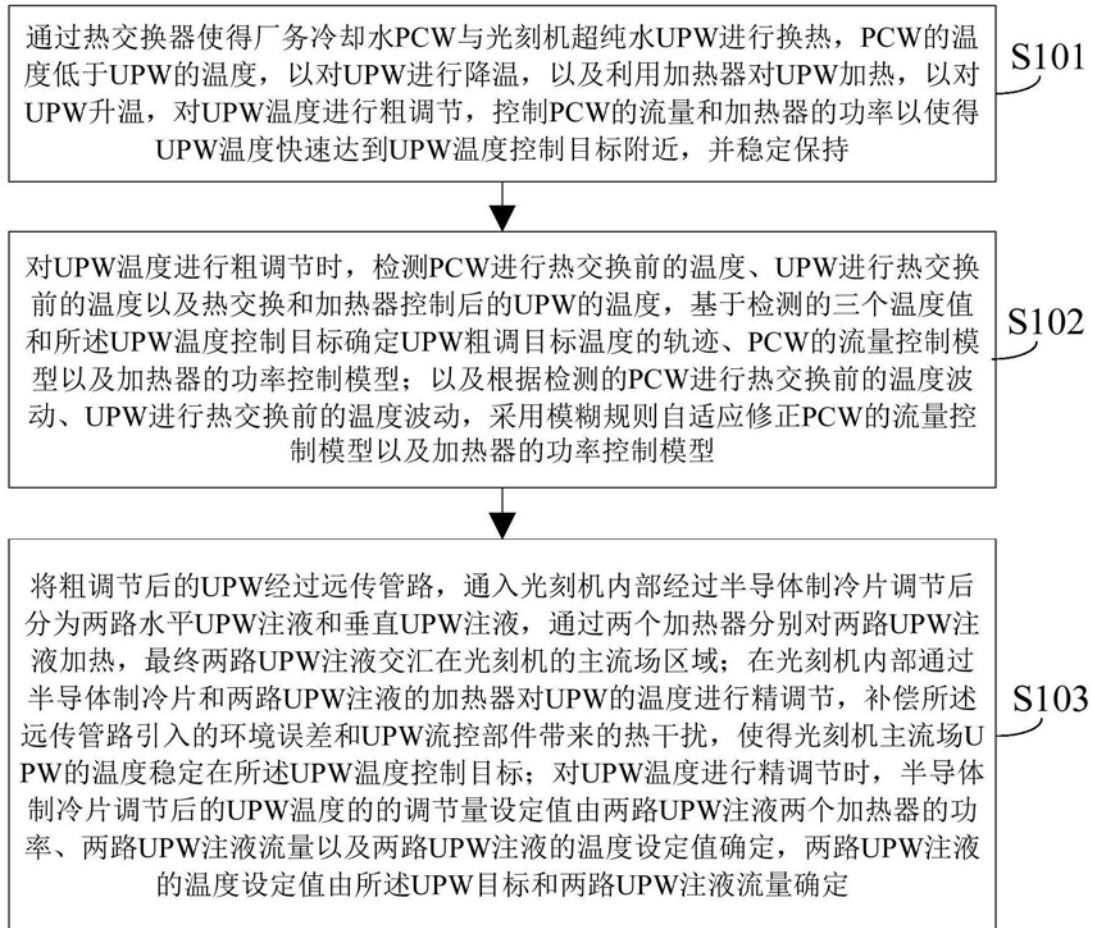 通过热交换器使得厂务冷却水PCW与光刻机超纯水UPW进行换热，PCW的温
度低于UPW的温度，以对UPW进行降温，以及利用加热器对UPW加热，以对
UPW升温，对UPW温度进行粗调节，控制PCW的流量和加热器的功率以使得
UPW温度快速达到UPW温度控制目标附近，并稳定保持
S101
对UPW温度进行粗调节时，检测PCW进行热交换前的温度、UPW进行热交换
前的温度以及热交换和加热器控制后的UPW的温度，基于检测的三个温度值
和所述UPW温度控制目标确定UPW粗调目标温度的轨迹、PCW的流量控制模
型以及加热器的功率控制模型；以及根据检测的PCW进行热交换前的温度波
动、UPW进行热交换前的温度波动，采用模糊规则自适应修正PCW的流量控
制模型以及加热器的功率控制模型
S102
将粗调节后的UPW经过远传管路，通入光刻机内部经过半导体制冷片调节后
分为两路水平UPW注液和垂直UPW注液，通过两个加热器分别对两路UPW注
液加热，最终两路UPW注液交汇在光刻机的主流场区域；在光刻机内部通过
半导体制冷片和两路UPW注液的加热器对UPW的温度进行精调节，补偿所述
远传管路引入的环境误差和UPW流控部件带来的热干扰，使得光刻机主流场U
PW的温度稳定在所述UPW温度控制目标；对UPW温度进行精调节时，半导体
制冷片调节后的UPW温度的的调节量设定值由两路UPW注液两个加热器的功
率、两路UPW注液流量以及两路UPW注液的温度设定值确定，两路UPW注液
的温度设定值由所述UPW目标和两路UPW注液流量确定
S103